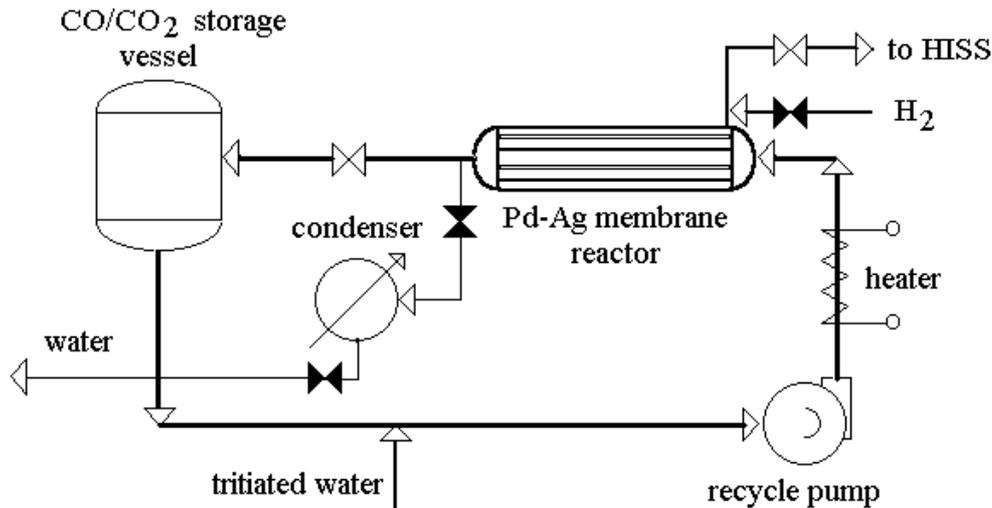 CO/CO2 storage
vessel
to HISS
H2
condenser
Pd-Ag membrane
reactor
heater
water
tritiated water
recycle pump